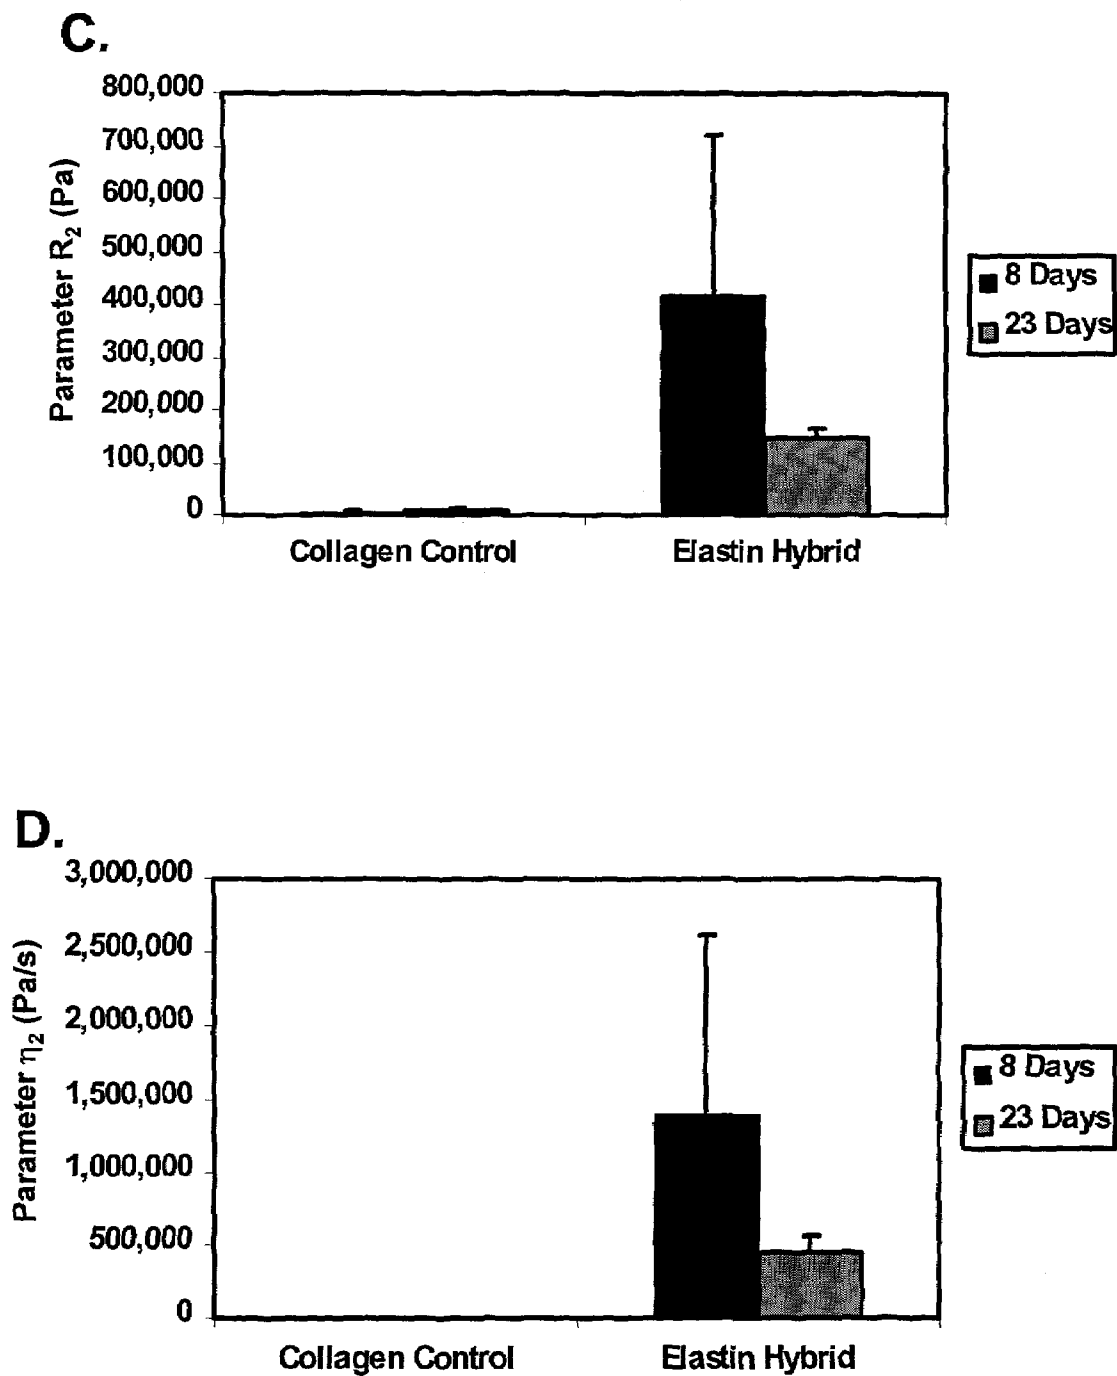 C.
800,000
700,000
600,000
500,000
400,000
300,000
200,000
100,000
0
Parameter R₂ (Pa)
Collagen Control
Elastin Hybrid
8 Days
23 Days
D.
3,000,000
2,500,000
2,000,000
1,500,000
1,000,000
500,000
0
Parameter η₂ (Pa/s)
Collagen Control
Elastin Hybrid
8 Days
23 Days